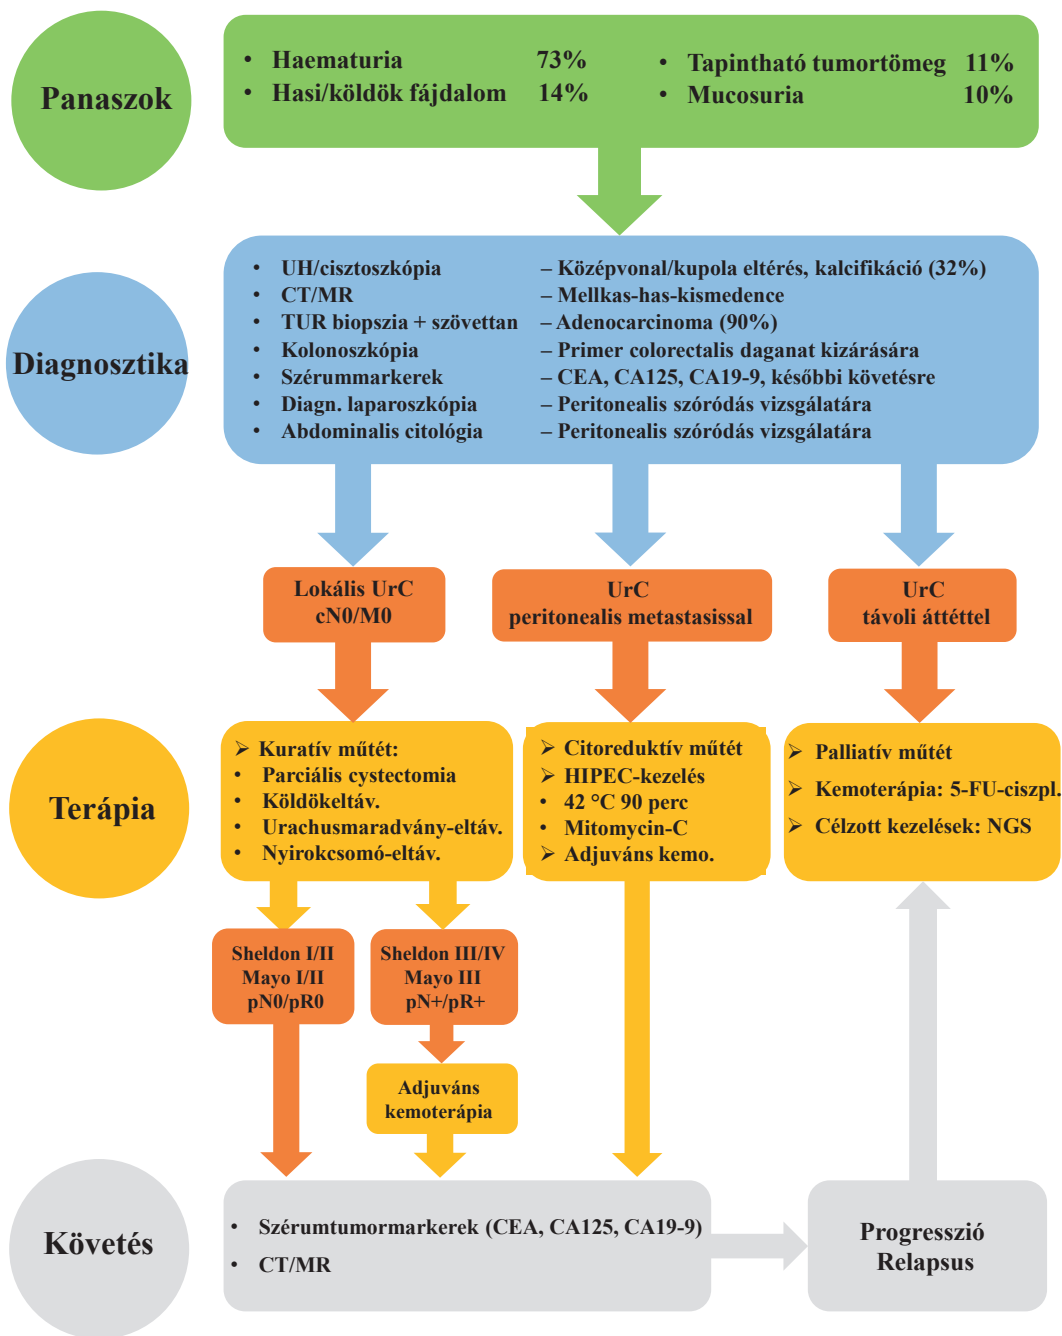 Panaszok
• Haematuria 73%
• Hasi/köldök fájdalom 14%
• Tapintható tumortömeg 11%
• Mucosuria 10%
Diagnosztika
• UH/cisztoszkópia – Középvonal/kupola eltérés, kalcifikáció (32%)
• CT/MR – Mellkas-has-kismedence
• TUR biopszia + szövettan – Adenocarcinoma (90%)
• Kolonoszkópia – Primer colorectalis daganat kizárására
• Szérummarkerek – CEA, CA125, CA19-9, későbbi követésre
• Diagn. laparoszkópia – Peritonealis szóródás vizsgálatára
• Abdominalis citológia – Peritonealis szóródás vizsgálatára
Lokális UrC
cN0/M0
UrC
peritonealis metastasissal
UrC
távoli áttéttel
Terápia
➢ Kuratív műtét:
• Parciális cystectomia
• Köldökeltáv.
• Urachusmaradvány-eltáv.
• Nyirokcsomó-eltáv.
➢ Citoreduktív műtét
➢ HIPEC-kezelés
• 42 °C 90 perc
• Mitomycin-C
➢ Adjuváns kemo.
➢ Palliatív műtét
➢ Kemoterápia: 5-FU-ciszpl.
➢ Célzott kezelések: NGS
Sheldon I/II
Mayo I/II
pN0/pR0
Sheldon III/IV
Mayo III
pN+/pR+
Adjuváns
kemoterápia
Követés
• Szérumtumormarkerek (CEA, CA125, CA19-9)
• CT/MR
Progresszió
Relapsus